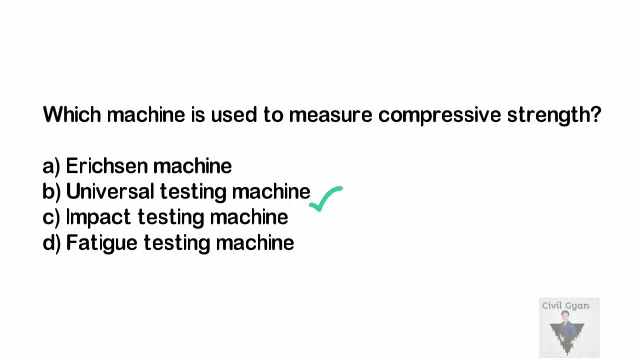 Which machine is used to measure compressive strength?
a) Erichsen machine
b) Universal testing machine
c) Impact testing machine
d) Fatigue testing machine
Civil Gyan